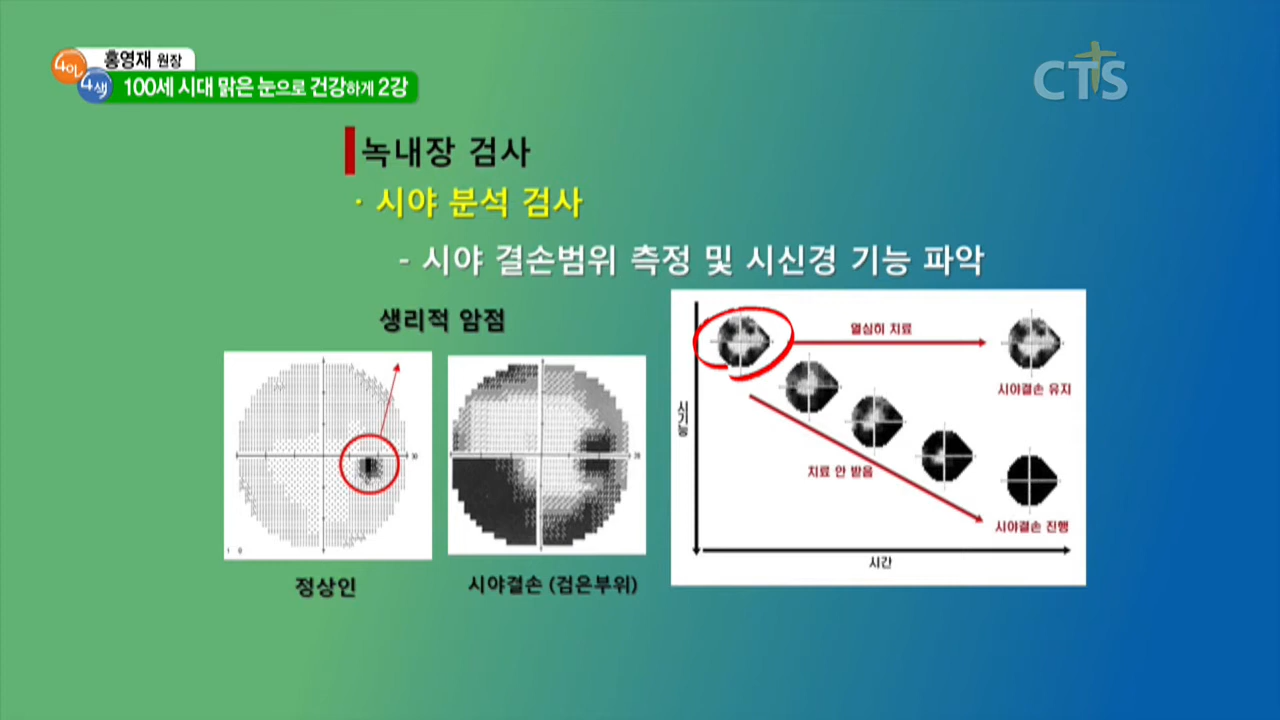 4인
4색
홍영재 원장
100세 시대 맑은 눈으로 건강하게 2강
CTS
녹내장 검사
· 시야 분석 검사
- 시야 결손범위 측정 및 시신경 기능 파악
생리적 암점
30
1 0
정상인
시야결손 (검은부위)
시기능
열심히 치료
시야결손 유지
치료 안 받음
시야결손 진행
시간